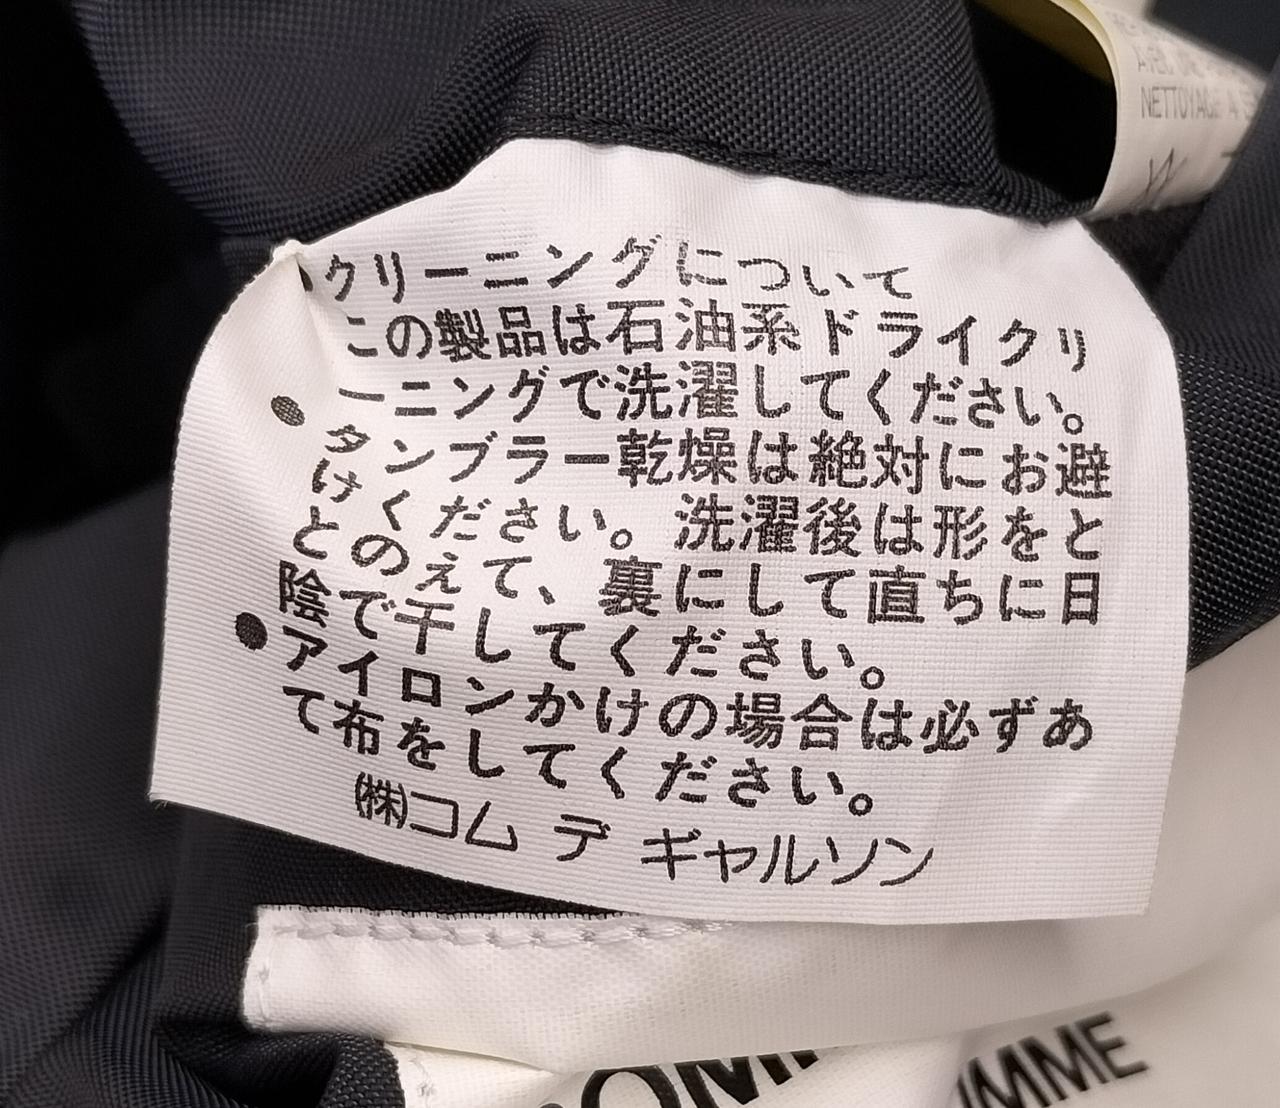 NETTOYAGE A
●クリーニングについて
この製品は石油系ドライクリ
ーニングで洗濯してください。
●タンブラー乾燥は絶対にお避
けください。洗濯後は形をと
とのえて、裏にして直ちに日
陰で干してください。
●アイロンかけの場合は必ずあ
て布をしてください。
㈱コム デ ギャルソン